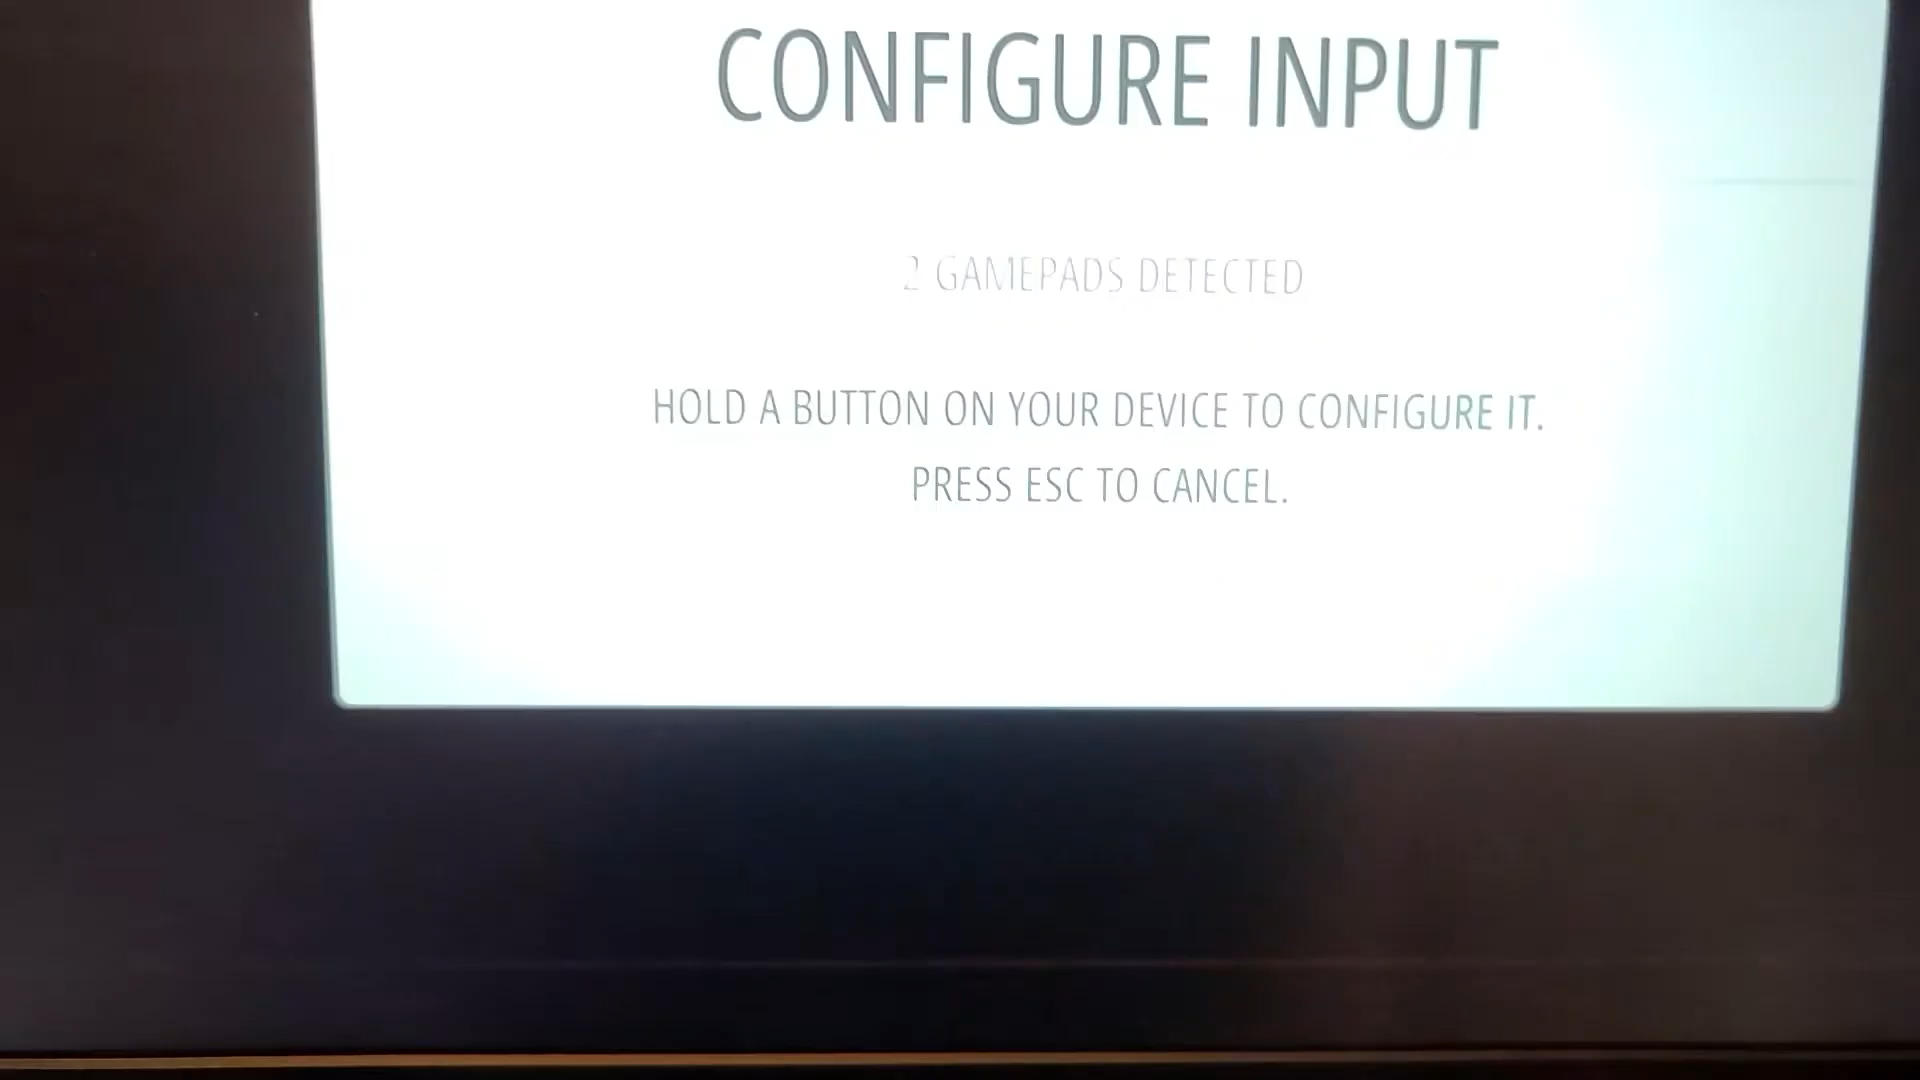 CONFIGURE INPUT
2 GAMEPADS DETECTED
HOLD A BUTTON ON YOUR DEVICE TO CONFIGURE IT.
PRESS ESC TO CANCEL.